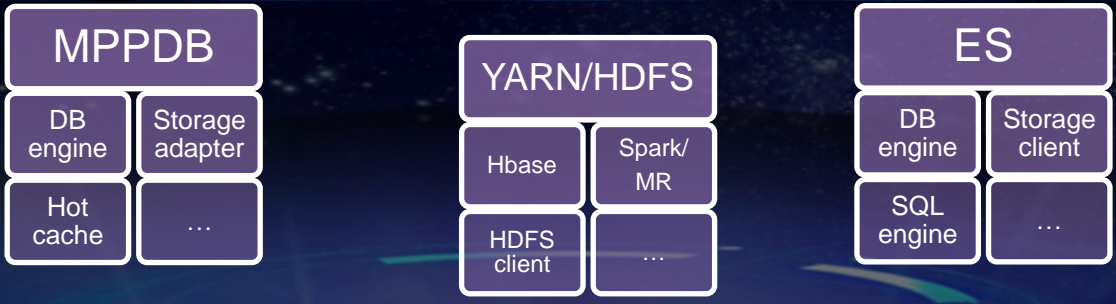 MPPDB
DB
engine
Storage
adapter
Hot
cache
…
YARN/HDFS
Hbase
Spark/
MR
HDFS
client
…
ES
DB
engine
Storage
client
SQL
engine
…